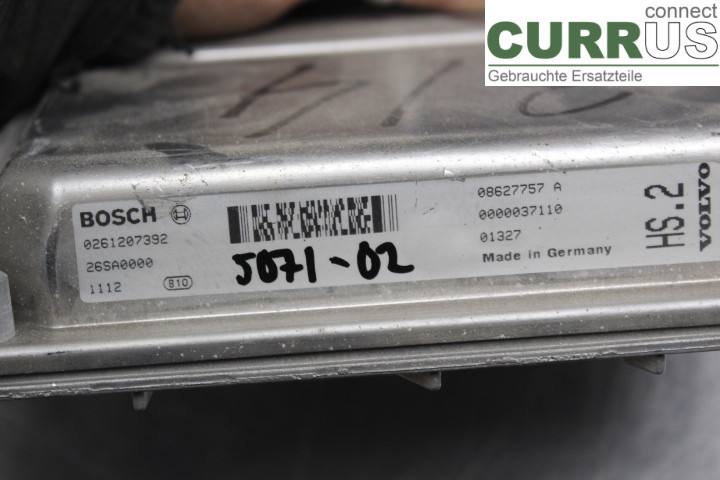 connect
CURRUS
Gebrauchte Ersatzteile
BOSCH
0261207392
26SA0000
1112
810
5071-02
08627757 A
0000037110
01327
Made in Germany
HS.2
VOLVO